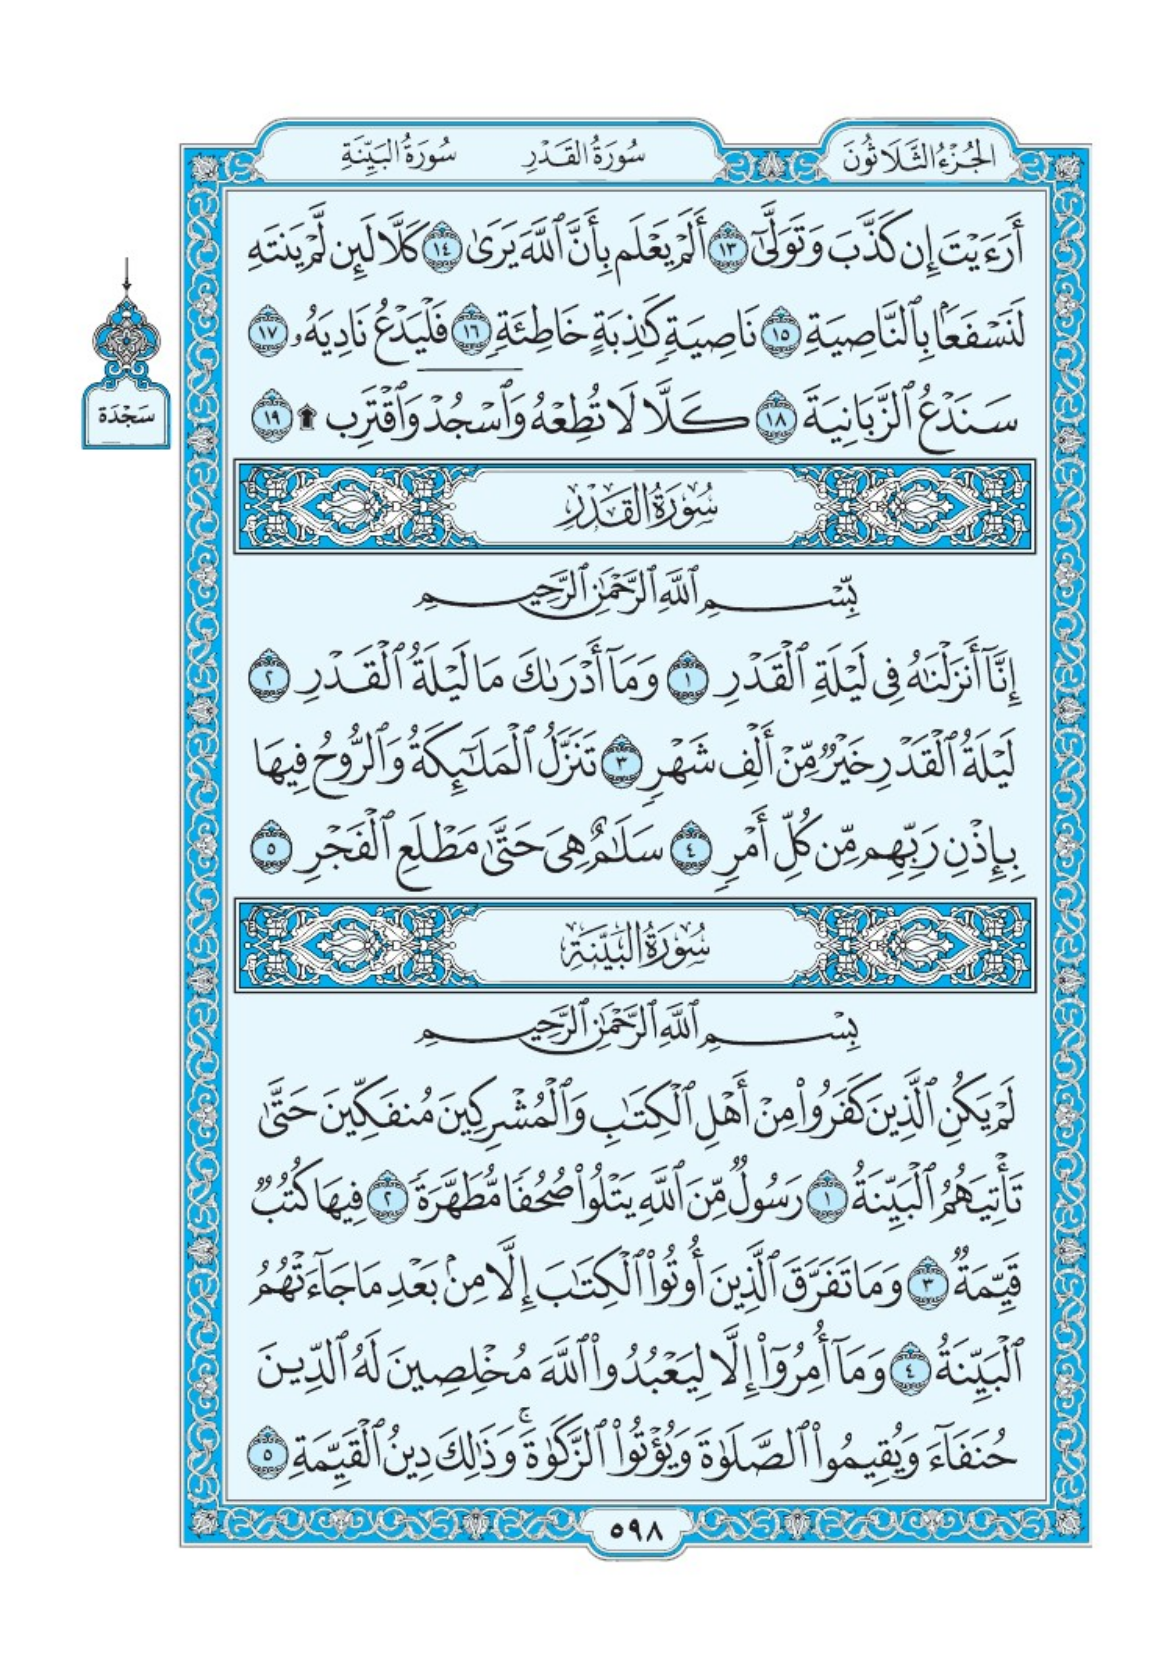 الجُزْءُ الثَّلَاثُونَ سُورَةُ القَدْرِ سُورَةُ البَيِّنَةِ
أَرَءَيْتَ إِن كَذَّبَ وَتَوَلَّىٰٓ ١٣ أَلَمْ يَعْلَم بِأَنَّ ٱللَّهَ يَرَىٰ ١٤ كَلَّا لَئِن لَّمْ يَنتَهِ
لَنَسْفَعًۢا بِٱلنَّاصِيَةِ ١٥ نَاصِيَةٍ كَٰذِبَةٍ خَاطِئَةٍ ١٦ فَلْيَدْعُ نَادِيَهُۥ ١٧
سَنَدْعُ ٱلزَّبَانِيَةَ ١٨ كَلَّا لَا تُطِعْهُ وَٱسْجُدْ وَٱقْتَرِب ۩ ١٩
سَجْدَة
سُورَةُ القَدْرِ
بِّسْمِ ٱللَّهِ ٱلرَّحْمَٰنِ ٱلرَّحِيمِ
إِنَّآ أَنزَلْنَٰهُ فِى لَيْلَةِ ٱلْقَدْرِ ١ وَمَآ أَدْرَىٰكَ مَا لَيْلَةُ ٱلْقَدْرِ ٢
لَيْلَةُ ٱلْقَدْرِ خَيْرٌ مِّنْ أَلْفِ شَهْرٍ ٣ تَنَزَّلُ ٱلْمَلَٰٓئِكَةُ وَٱلرُّوحُ فِيهَا
بِإِذْنِ رَبِّهِم مِّن كُلِّ أَمْرٍ ٤ سَلَٰمٌ هِىَ حَتَّىٰ مَطْلَعِ ٱلْفَجْرِ ٥
سُورَةُ البَيِّنَةِ
بِسْمِ ٱللَّهِ ٱلرَّحْمَٰنِ ٱلرَّحِيمِ
لَمْ يَكُنِ ٱلَّذِينَ كَفَرُوا۟ مِنْ أَهْلِ ٱلْكِتَٰبِ وَٱلْمُشْرِكِينَ مُنفَكِّينَ حَتَّىٰ
تَأْتِيَهُمُ ٱلْبَيِّنَةُ ١ رَسُولٌ مِّنَ ٱللَّهِ يَتْلُوا۟ صُحُفًا مُّطَهَّرَةً ٢ فِيهَا كُتُبٌ
قَيِّمَةٌ ٣ وَمَا تَفَرَّقَ ٱلَّذِينَ أُوتُوا۟ ٱلْكِتَٰبَ إِلَّا مِنۢ بَعْدِ مَا جَآءَتْهُمُ
ٱلْبَيِّنَةُ ٤ وَمَآ أُمِرُوٓا۟ إِلَّا لِيَعْبُدُوا۟ ٱللَّهَ مُخْلِصِينَ لَهُ ٱلدِّينَ
حُنَفَآءَ وَيُقِيمُوا۟ ٱلصَّلَوٰةَ وَيُؤْتُوا۟ ٱلزَّكَوٰةَ ۚ وَذَٰلِكَ دِينُ ٱلْقَيِّمَةِ ٥
٥٩٨